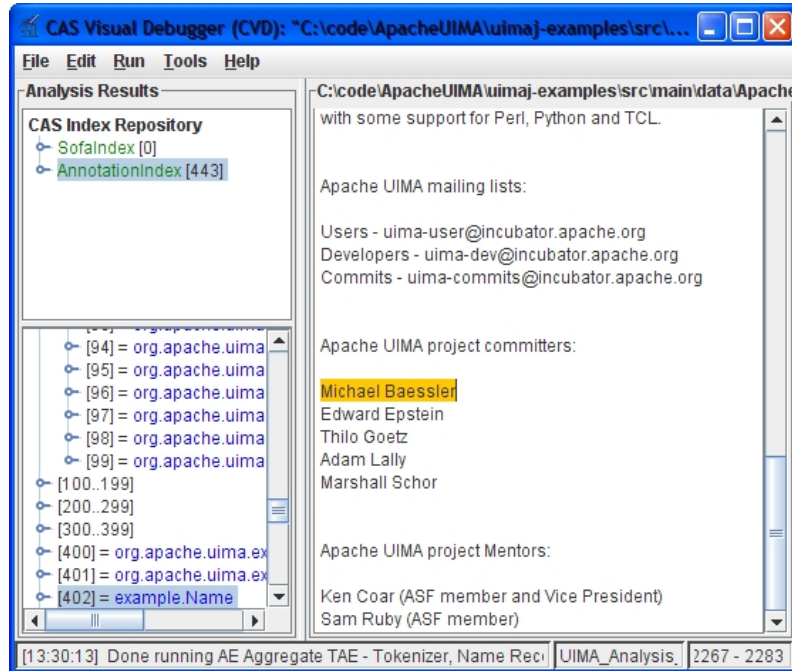 CAS Visual Debugger (CVD): "C:\code\ApacheUIMA\uimaj-examples\src\...
File Edit Run Tools Help
Analysis Results
CAS Index Repository
SofaIndex [0]
AnnotationIndex [443]
[94] = org.apache.uima
[95] = org.apache.uima
[96] = org.apache.uima
[97] = org.apache.uima
[98] = org.apache.uima
[99] = org.apache.uima
[100..199]
[200..299]
[300..399]
[400] = org.apache.uima.ex
[401] = org.apache.uima.ex
[402] = example.Name
C:\code\ApacheUIMA\uimaj-examples\src\main\data\Apache
with some support for Perl, Python and TCL.
Apache UIMA mailing lists:
Users - uima-user@incubator.apache.org
Developers - uima-dev@incubator.apache.org
Commits - uima-commits@incubator.apache.org
Apache UIMA project committers:
Michael Baessler
Edward Epstein
Thilo Goetz
Adam Lally
Marshall Schor
Apache UIMA project Mentors:
Ken Coar (ASF member and Vice President)
Sam Ruby (ASF member)
[13:30:13] Done running AE Aggregate TAE - Tokenizer, Name Rec
UIMA_Analysis_
2267 - 2283